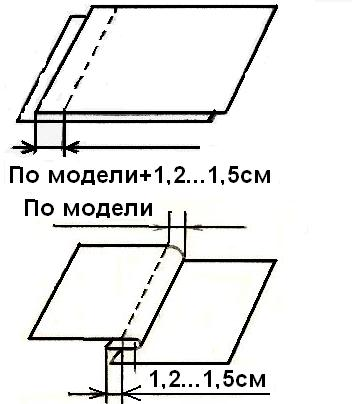 По модели+1,2...1,5см
По модели
1,2...1,5см